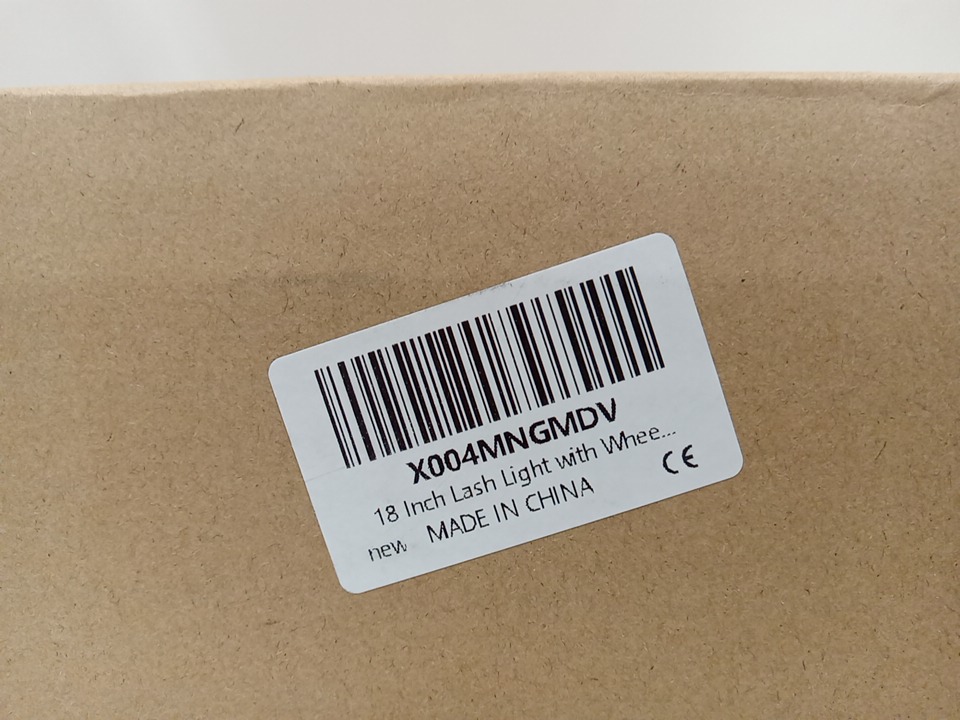 X004MNGMDV
18 Inch Lash Light with Whee...
CE
new MADE IN CHINA